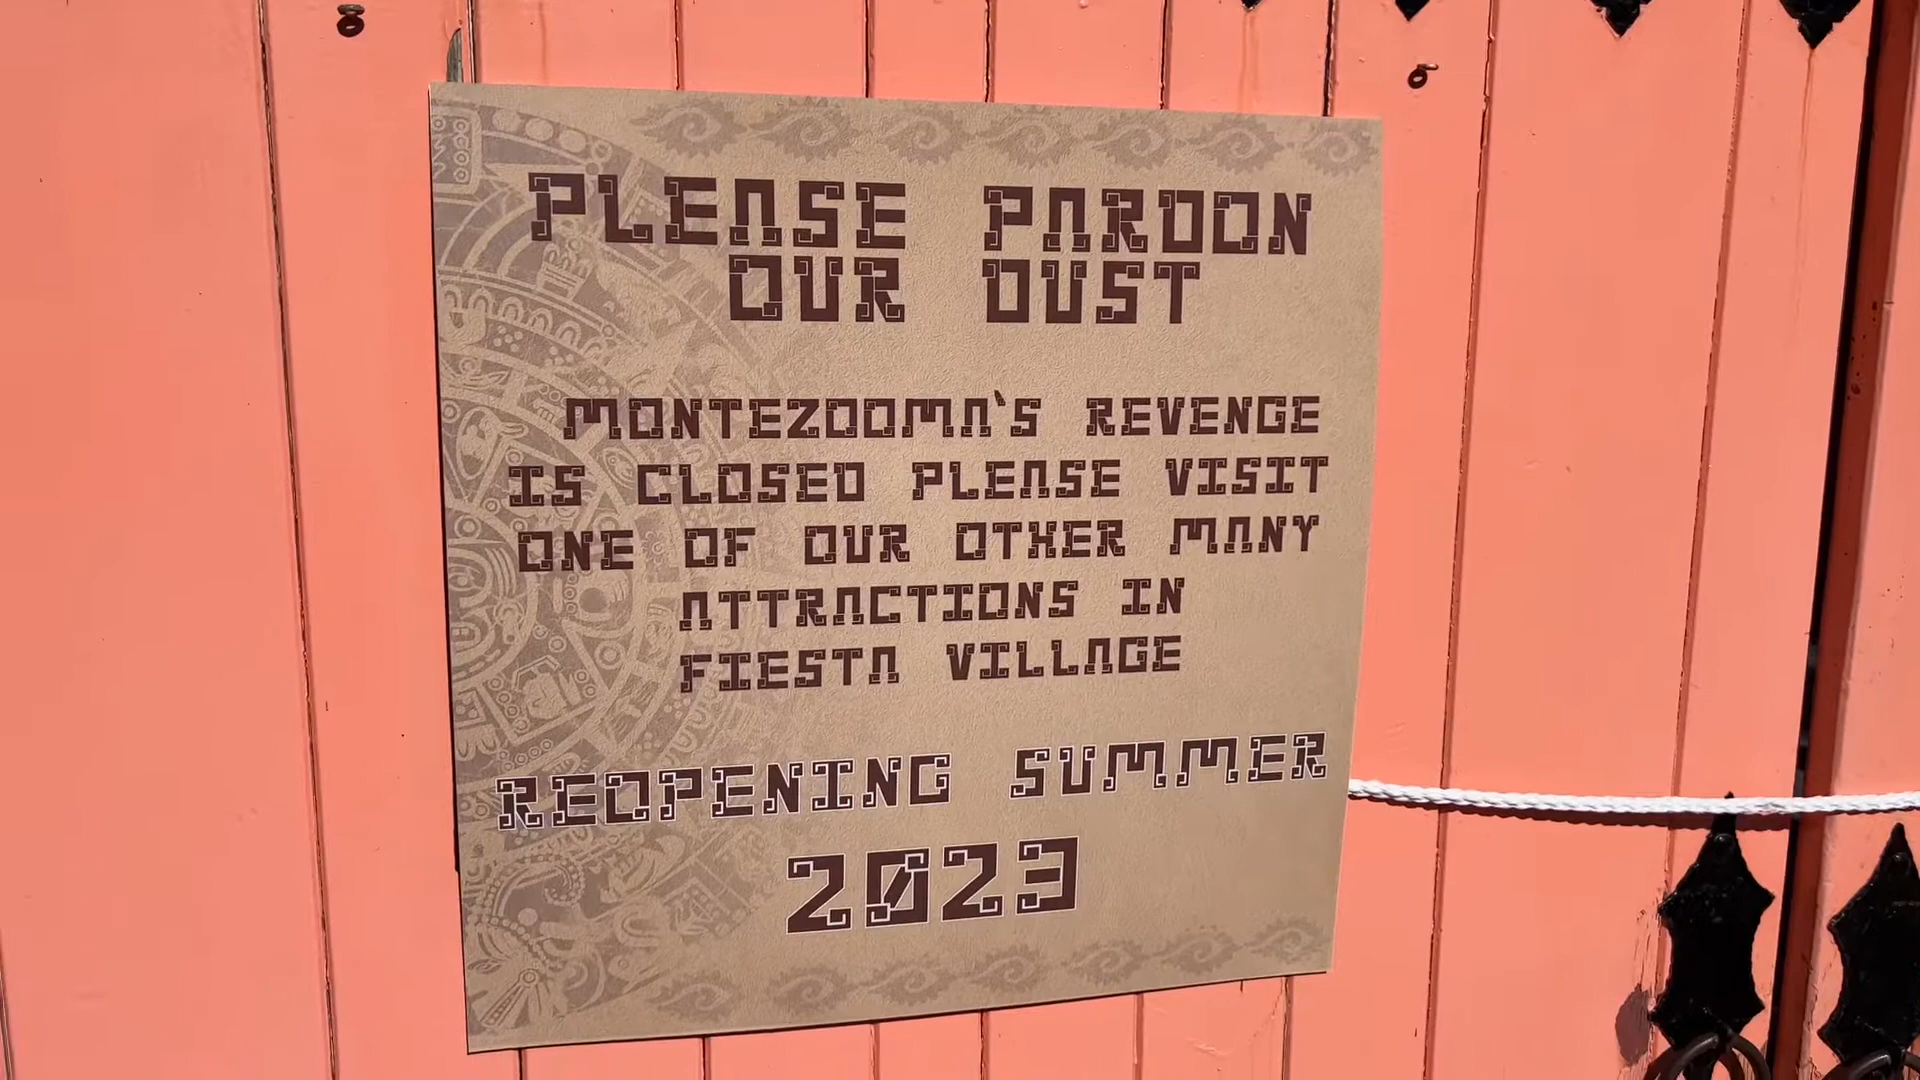 PLEASE PARDON
OUR DUST
MONTEZOOMA'S REVENGE
IS CLOSED PLEASE VISIT
ONE OF OUR OTHER MANY
ATTRACTIONS IN
FIESTA VILLAGE
REOPENING SUMMER
2023